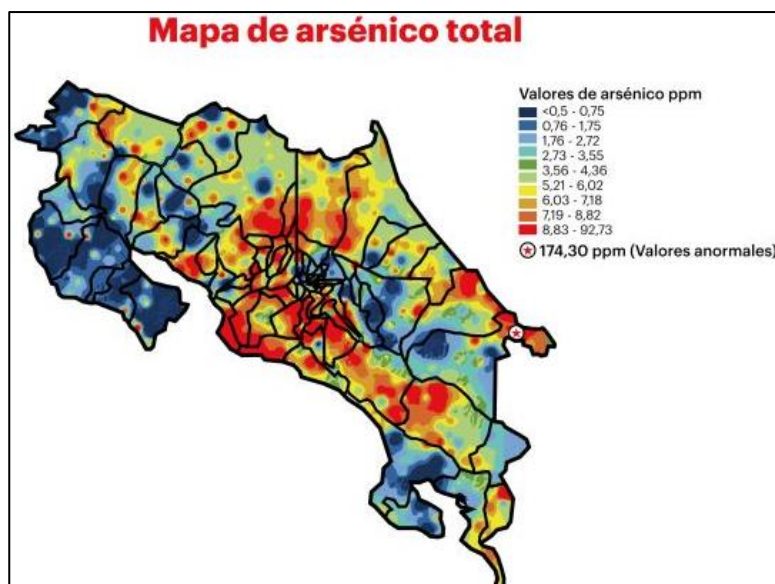 Mapa de arsénico total
Valores de arsénico ppm
<0,5 - 0,75
0,76 - 1,75
1,76 - 2,72
2,73 - 3,55
3,56 - 4,36
5,21 - 6,02
6,03 - 7,18
7,19 - 8,82
8,83 - 92,73
174,30 ppm (Valores anormales)